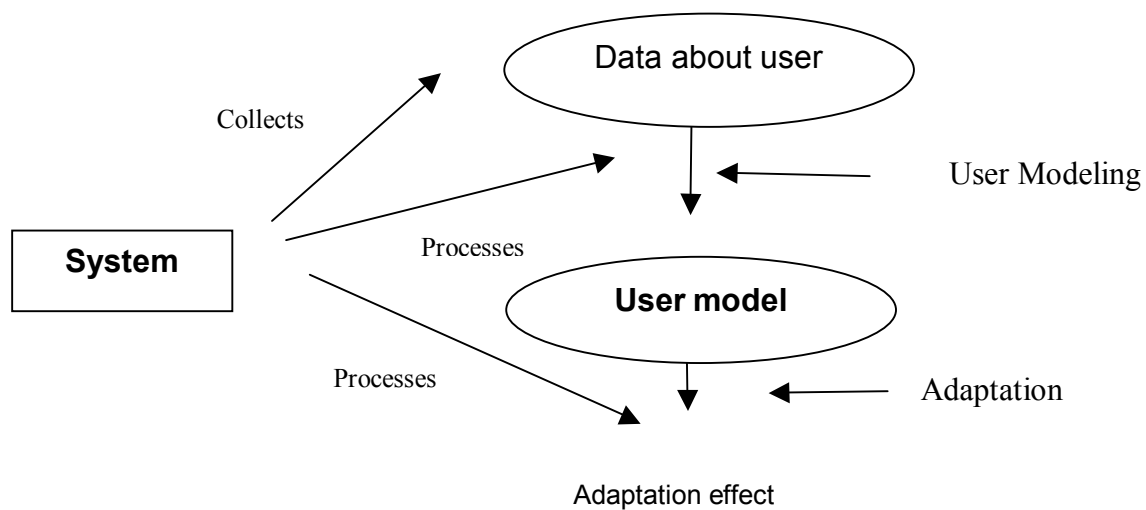 Data about user
Collects
User Modeling
System
Processes
User model
Processes
Adaptation
Adaptation effect